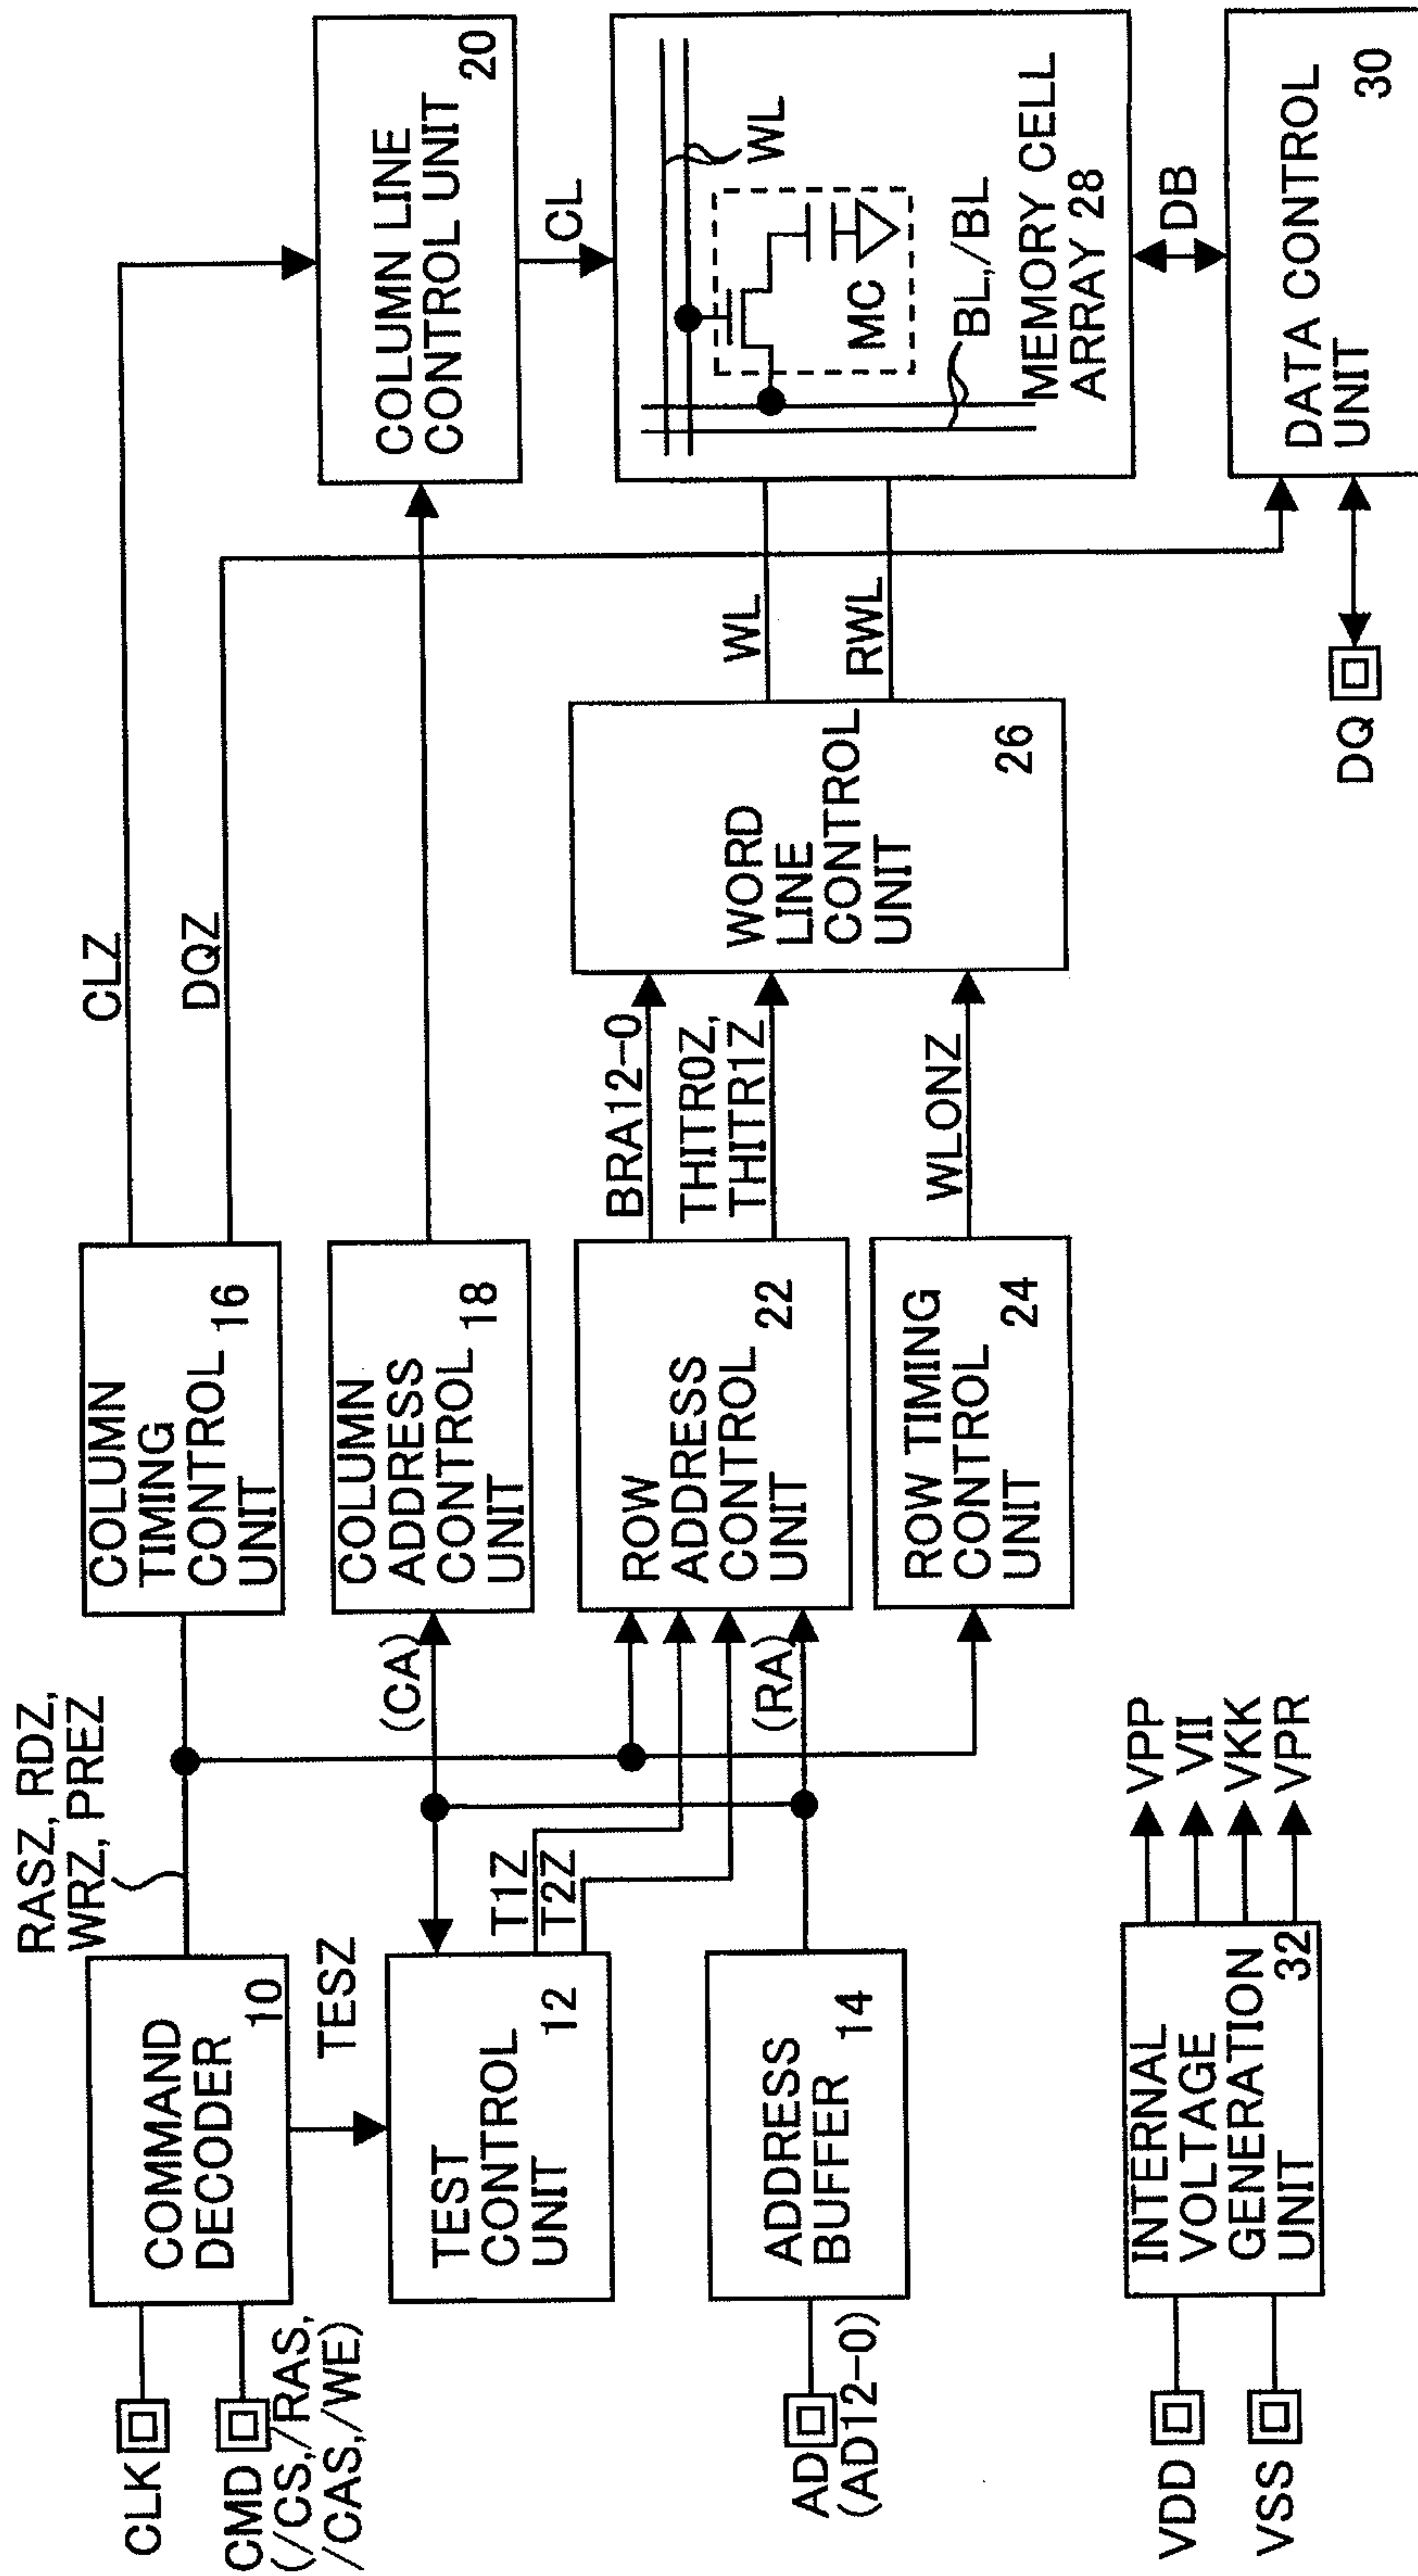 CLK
CMD
(/CS,/RAS,
/CAS,/WE)
COMMAND
DECODER
10
RASZ, RDZ,
WRZ, PREZ
TESZ
TEST
CONTROL
UNIT
12
T1Z
T2Z
AD
(AD12-0)
ADDRESS
BUFFER
14
(CA)
(RA)
COLUMN
TIMING
CONTROL
UNIT
16
CLZ
DQZ
COLUMN
ADDRESS
CONTROL
UNIT
18
ROW
ADDRESS
CONTROL
UNIT
22
BRA12-0
THITR0Z,
THITR1Z
ROW TIMING
CONTROL
UNIT
24
WLONZ
WORD
LINE
CONTROL
UNIT
26
WL
RWL
COLUMN LINE
CONTROL UNIT
20
CL
WL
MC
BL,/BL
MEMORY CELL
ARRAY 28
DB
DATA CONTROL
UNIT
30
DQ
VDD
VSS
INTERNAL
VOLTAGE
GENERATION
UNIT
32
VPP
VII
VKK
VPR